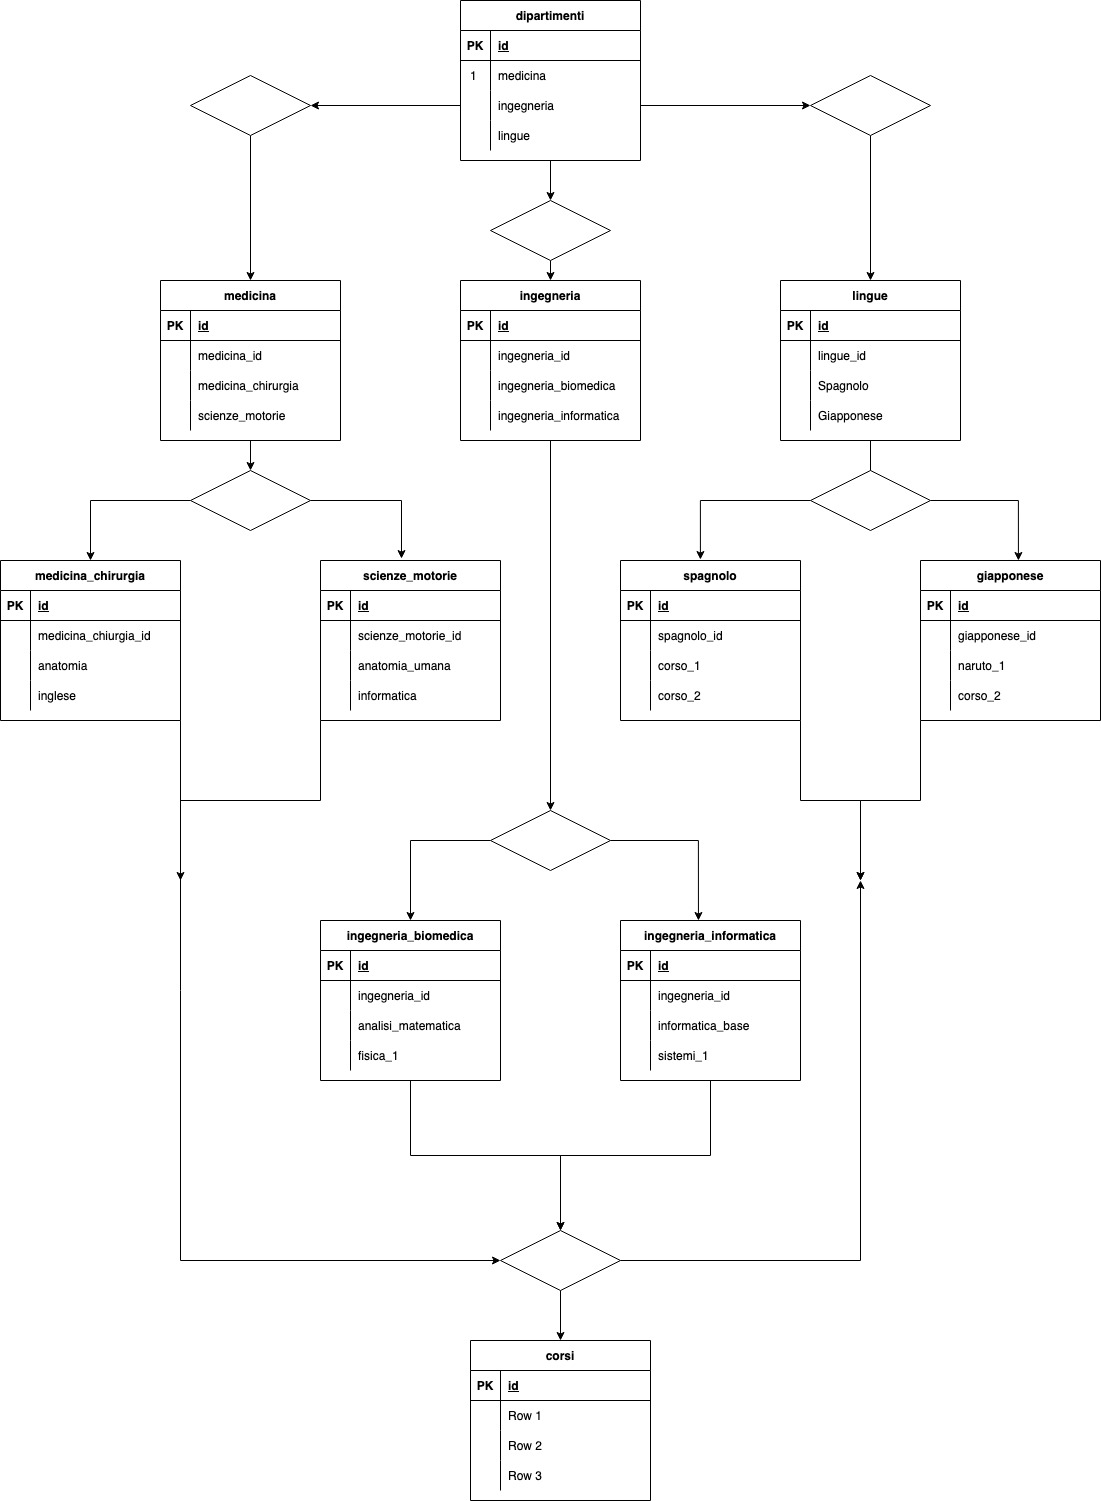 dipartimenti
PK id
1 medicina
ingegneria
lingue
medicina
PK id
medicina_id
medicina_chirurgia
scienze_motorie
ingegneria
PK id
ingegneria_id
ingegneria_biomedica
ingegneria_informatica
lingue
PK id
lingue_id
Spagnolo
Giapponese
medicina_chirurgia
PK id
medicina_chiurgia_id
anatomia
inglese
scienze_motorie
PK id
scienze_motorie_id
anatomia_umana
informatica
spagnolo
PK id
spagnolo_id
corso_1
corso_2
giapponese
PK id
giapponese_id
naruto_1
corso_2
ingegneria_biomedica
PK id
ingegneria_id
analisi_matematica
fisica_1
ingegneria_informatica
PK id
ingegneria_id
informatica_base
sistemi_1
corsi
PK id
Row 1
Row 2
Row 3